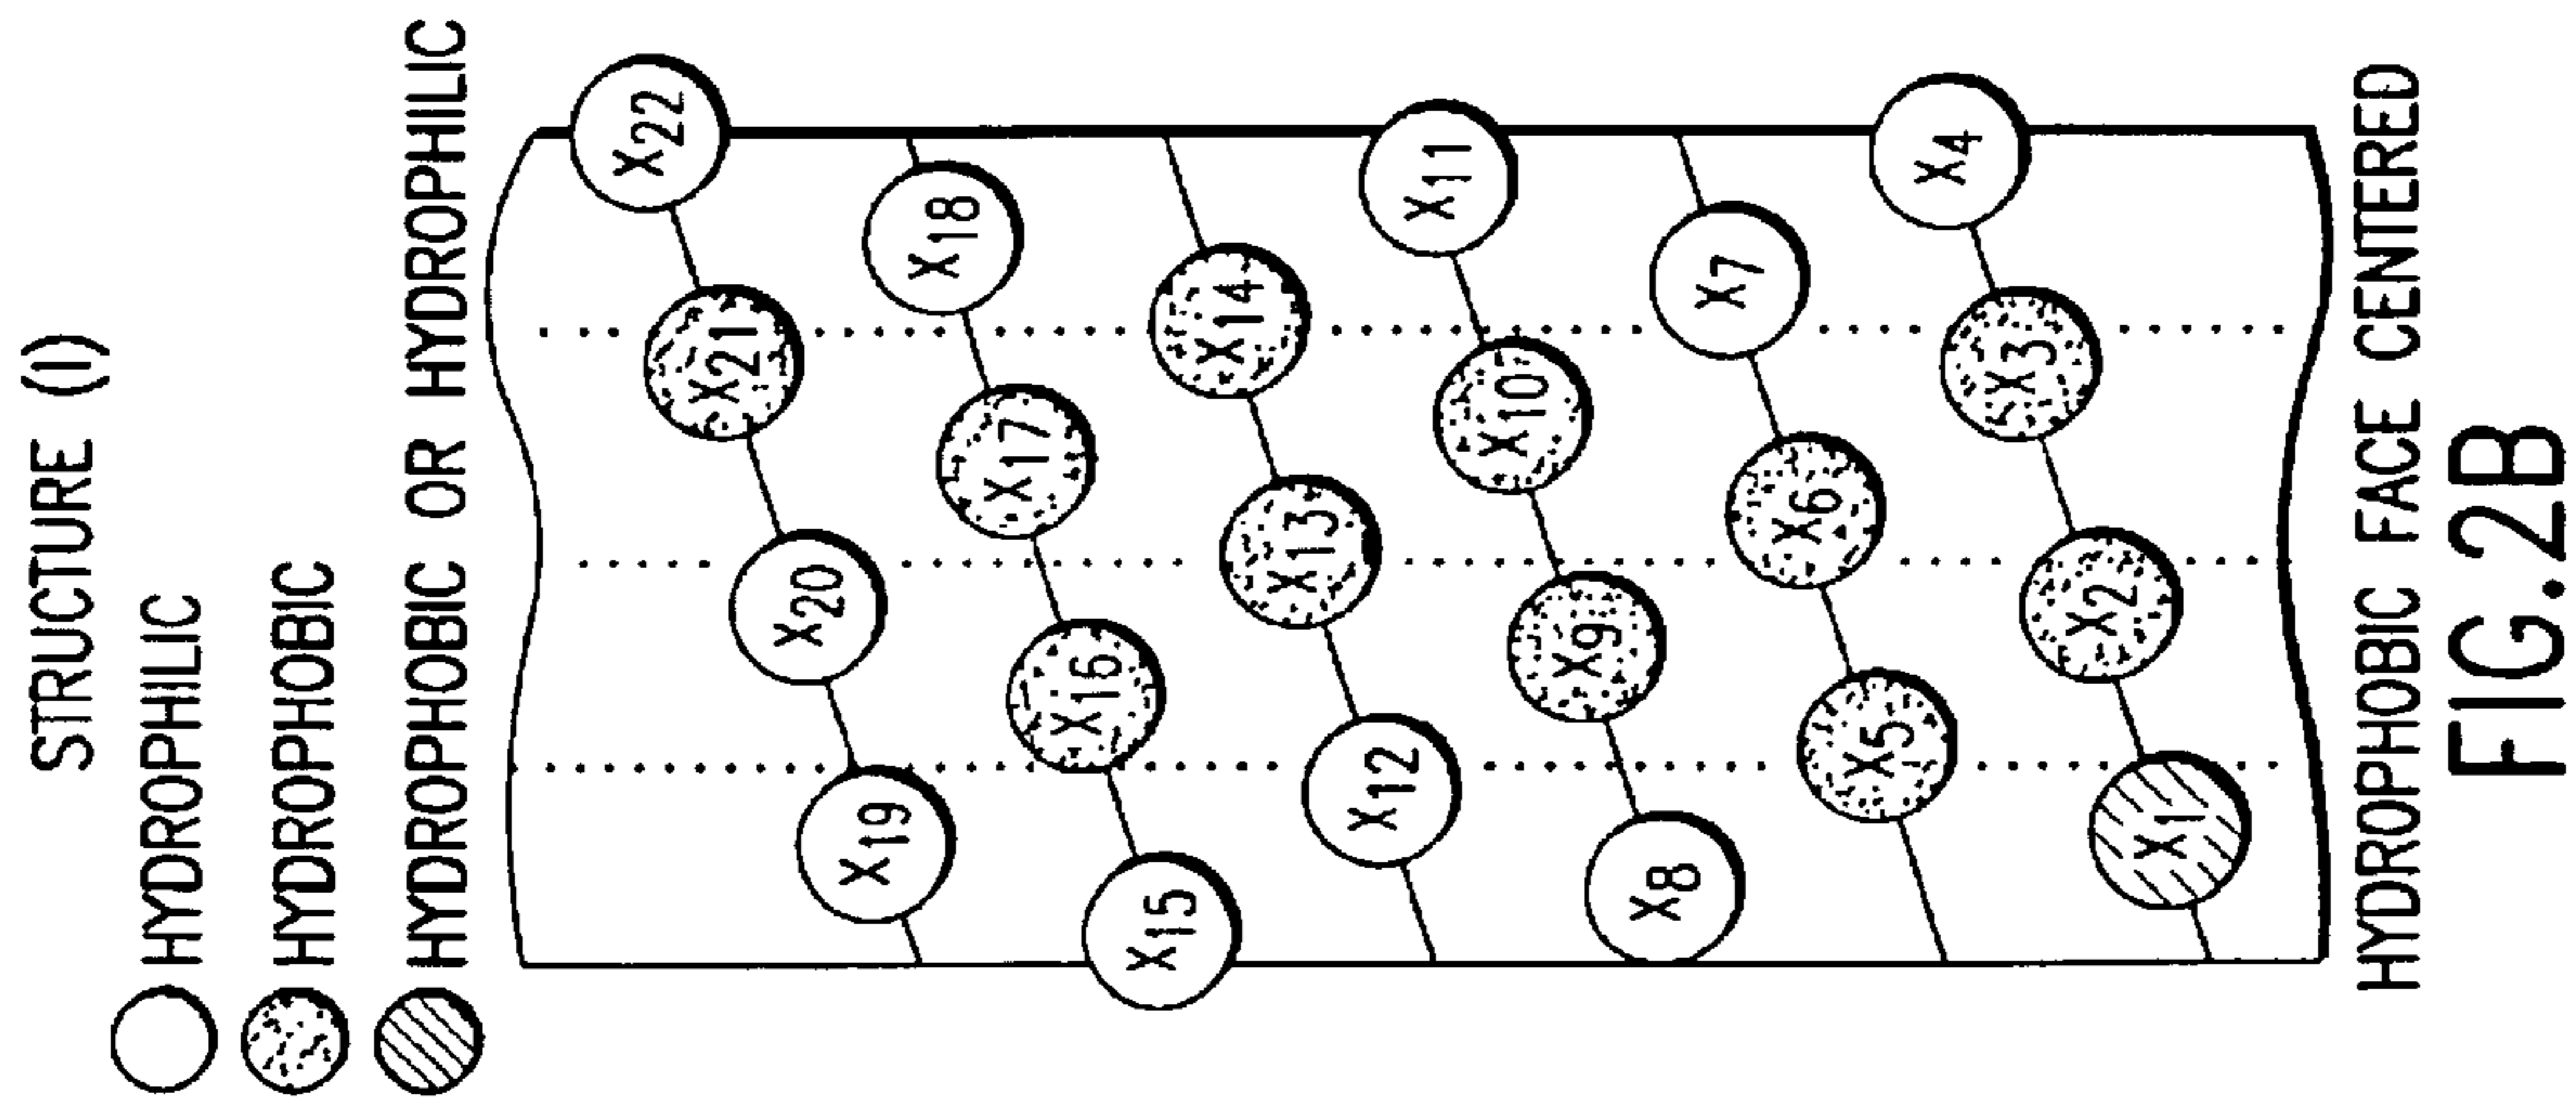 STRUCTURE (I)
HYDROPHILIC
HYDROPHOBIC
HYDROPHOBIC OR HYDROPHILIC
X19 X20 X21 X22
X15 X16 X17 X18
X12 X13 X14
X8 X9 X10 X11
X5 X6 X7
X1 X2 X3 X4
HYDROPHOBIC FACE CENTERED
FIG.2B